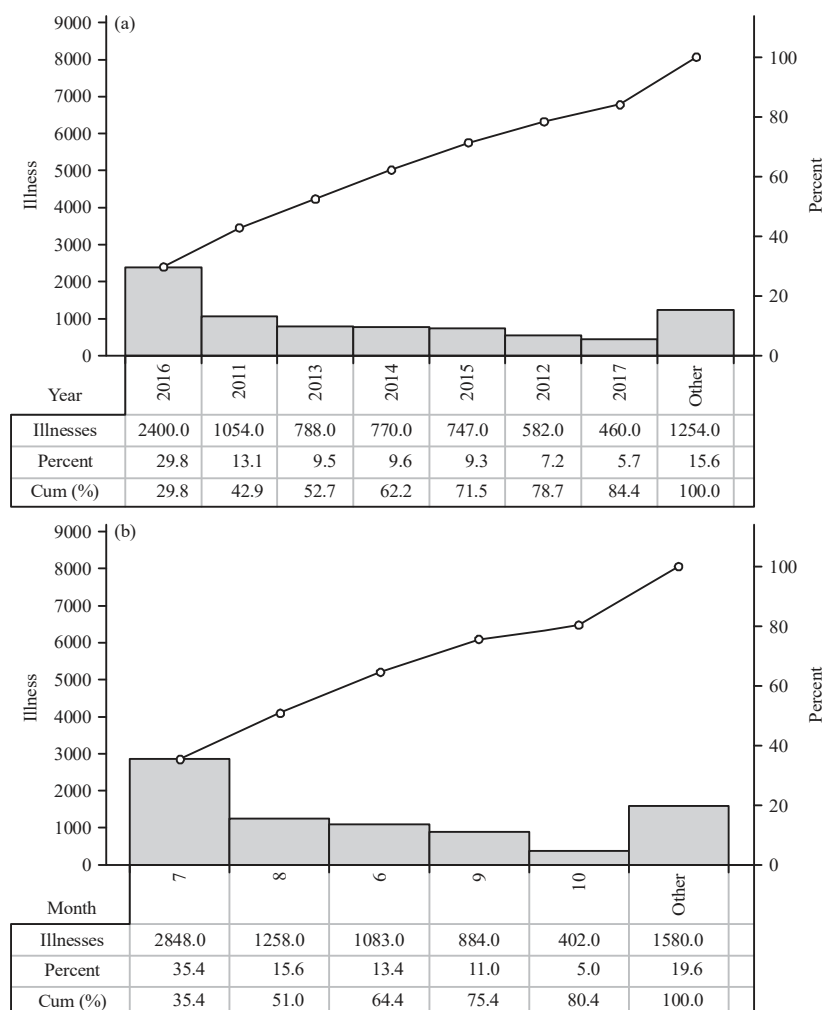 (a)
9000
8000
7000
6000
5000
4000
3000
2000
1000
0
Illness
100
80
60
40
20
0
Percent
Year 2016 2011 2013 2014 2015 2012 2017 Other
Illnesses 2400.0 1054.0 788.0 770.0 747.0 582.0 460.0 1254.0
Percent 29.8 13.1 9.5 9.6 9.3 7.2 5.7 15.6
Cum (%) 29.8 42.9 52.7 62.2 71.5 78.7 84.4 100.0
(b)
9000
8000
7000
6000
5000
4000
3000
2000
1000
0
Illness
100
80
60
40
20
0
Percent
Month 7 8 6 9 10 Other
Illnesses 2848.0 1258.0 1083.0 884.0 402.0 1580.0
Percent 35.4 15.6 13.4 11.0 5.0 19.6
Cum (%) 35.4 51.0 64.4 75.4 80.4 100.0